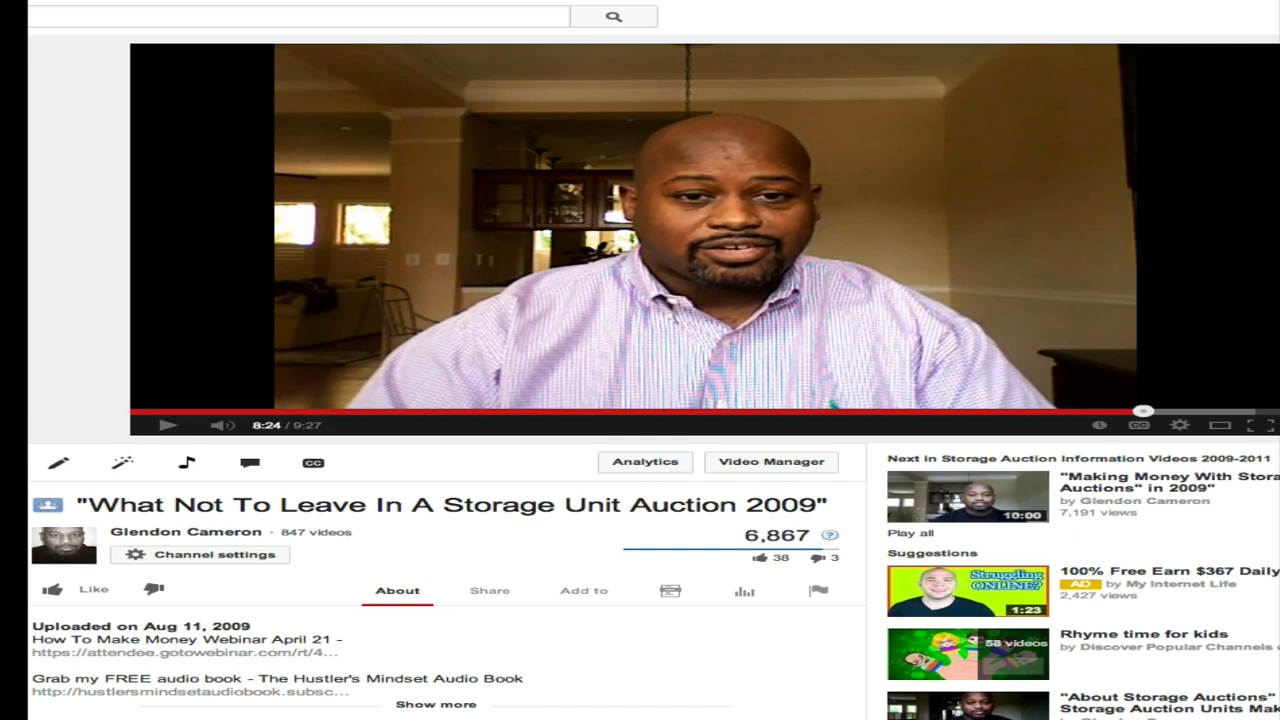 8:24 / 9:27
CC
CC
Analytics
Video Manager
"What Not To Leave In A Storage Unit Auction 2009"
Glendon Cameron · 847 videos
Channel settings
6,867
?
38
3
Like
About
Share
Add to
Uploaded on Aug 11, 2009
How To Make Money Webinar April 21 -
https://attendee.gotowebinar.com/rt/4...
Grab my FREE audio book - The Hustler's Mindset Audio Book
http://hustlersmindsetaudiobook.subsc...
Show more
Next in Storage Auction Information Videos 2009-2011
10:00
"Making Money With Stora
Auctions" in 2009"
by Glendon Cameron
7,191 views
Play all
Suggestions
Struggling
ONLINE?
1:23
100% Free Earn $367 Daily
AD by My Internet Life
2,427 views
58 videos
Rhyme time for kids
by Discover Popular Channels
"About Storage Auctions"
Storage Auction Units Mak